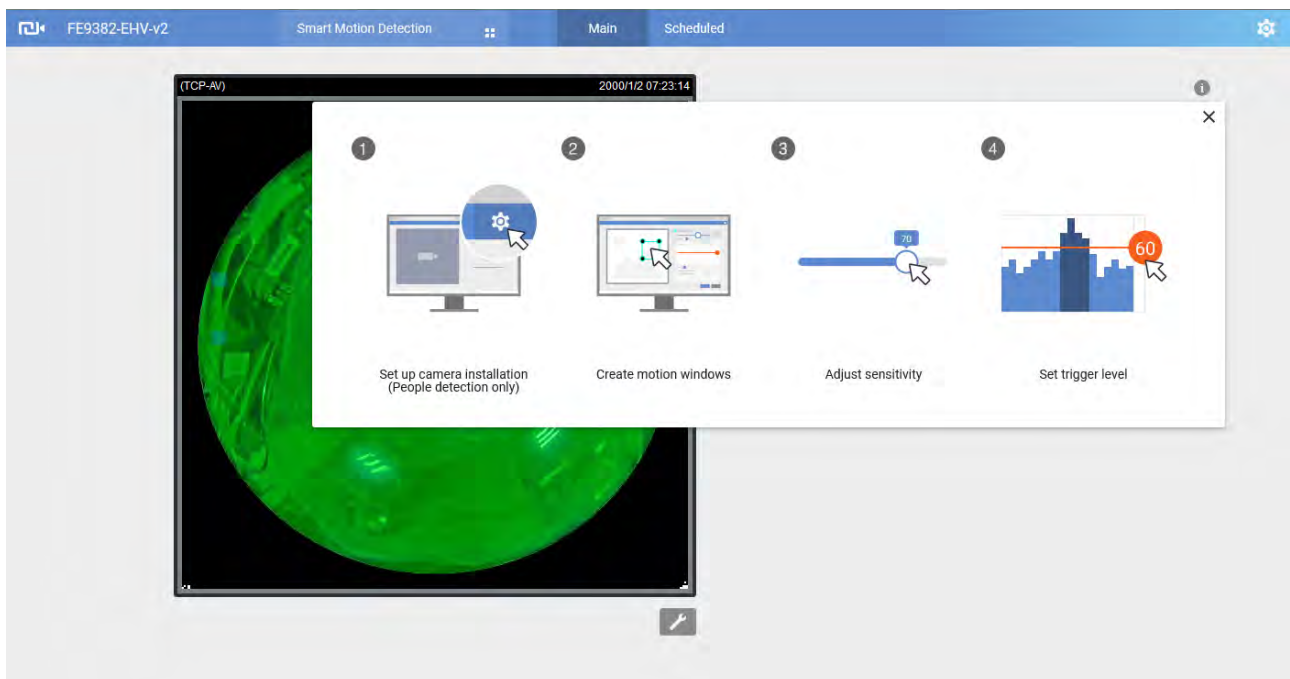 FE9382-EHV-v2 Smart Motion Detection Main Scheduled
(TCP-AV) 2000/1/2 07:23:14
1 2 3 4
70
60
Set up camera installation
(People detection only)
Create motion windows
Adjust sensitivity
Set trigger level